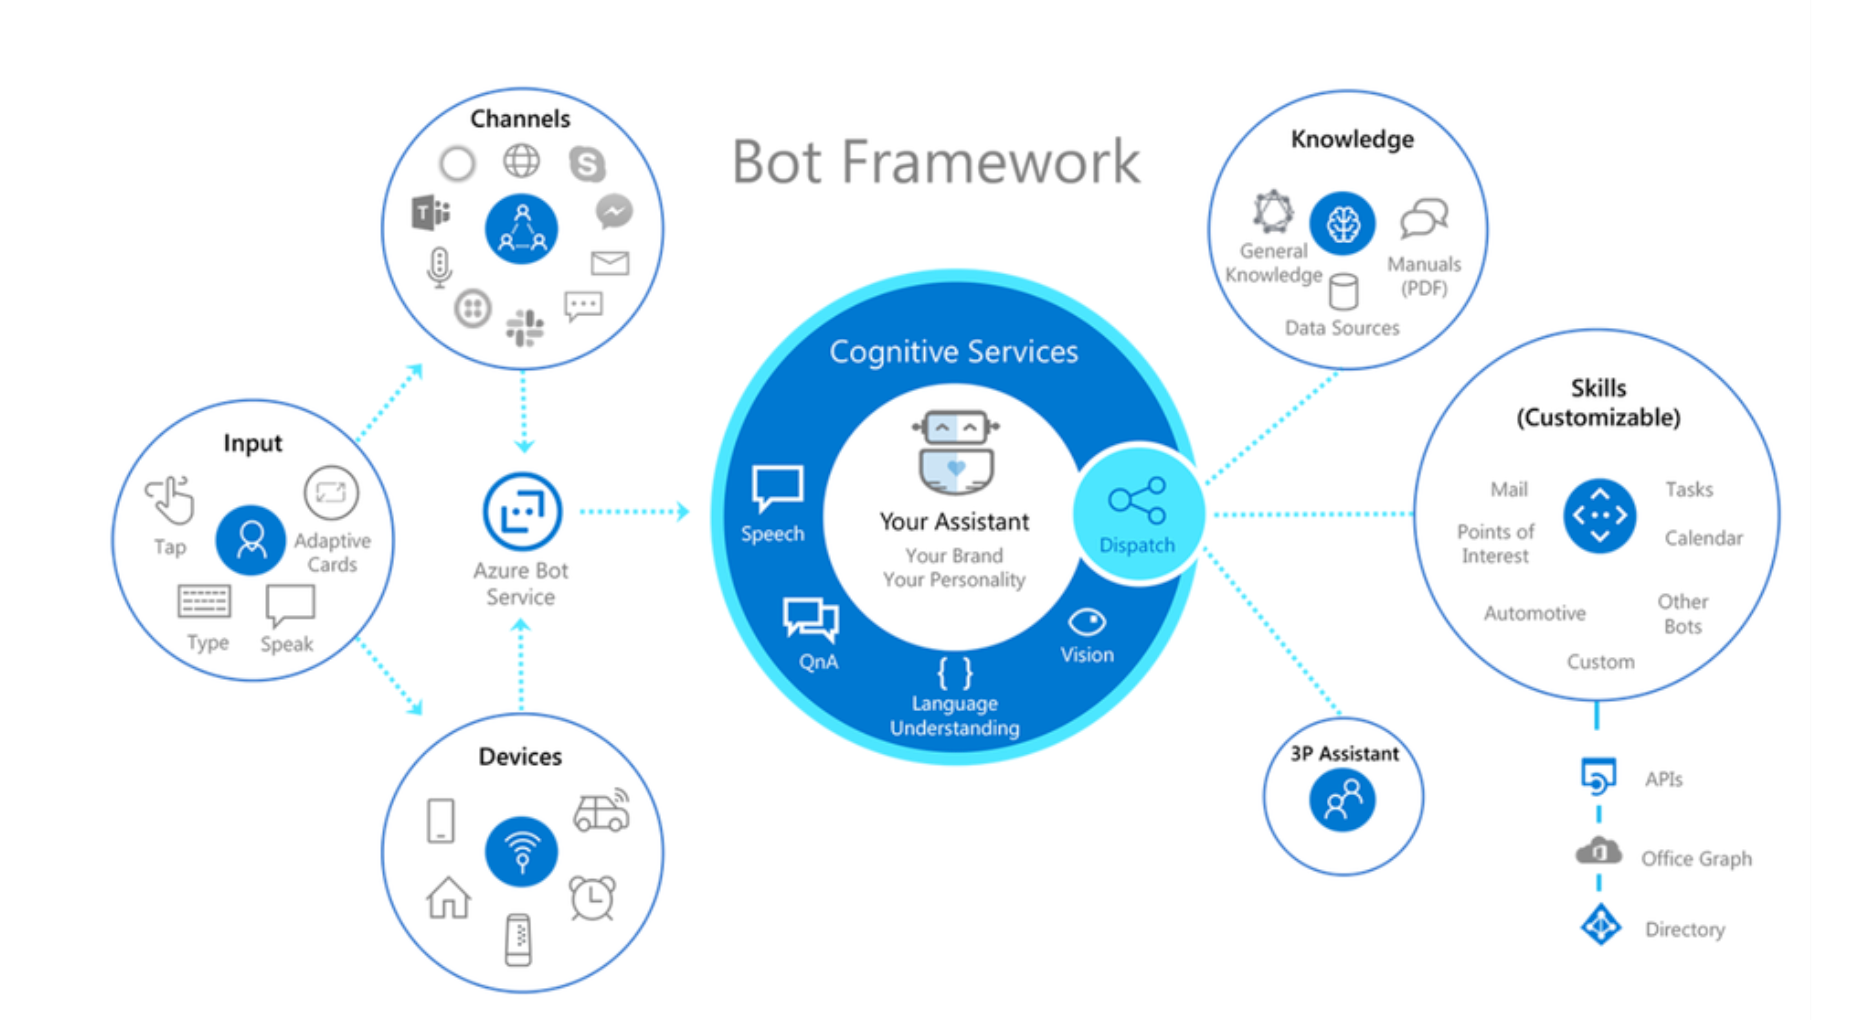 Bot Framework
Channels
T
S
Input
Tap
Adaptive
Cards
Type
Speak
Azure Bot
Service
Devices
Cognitive Services
Speech
QnA
{ }
Language
Understanding
Vision
Your Assistant
Your Brand
Your Personality
Dispatch
Knowledge
General
Knowledge
Manuals
(PDF)
Data Sources
Skills
(Customizable)
Mail
Tasks
Points of
Interest
Calendar
Automotive
Other
Bots
Custom
3P Assistant
APIs
Office Graph
Directory